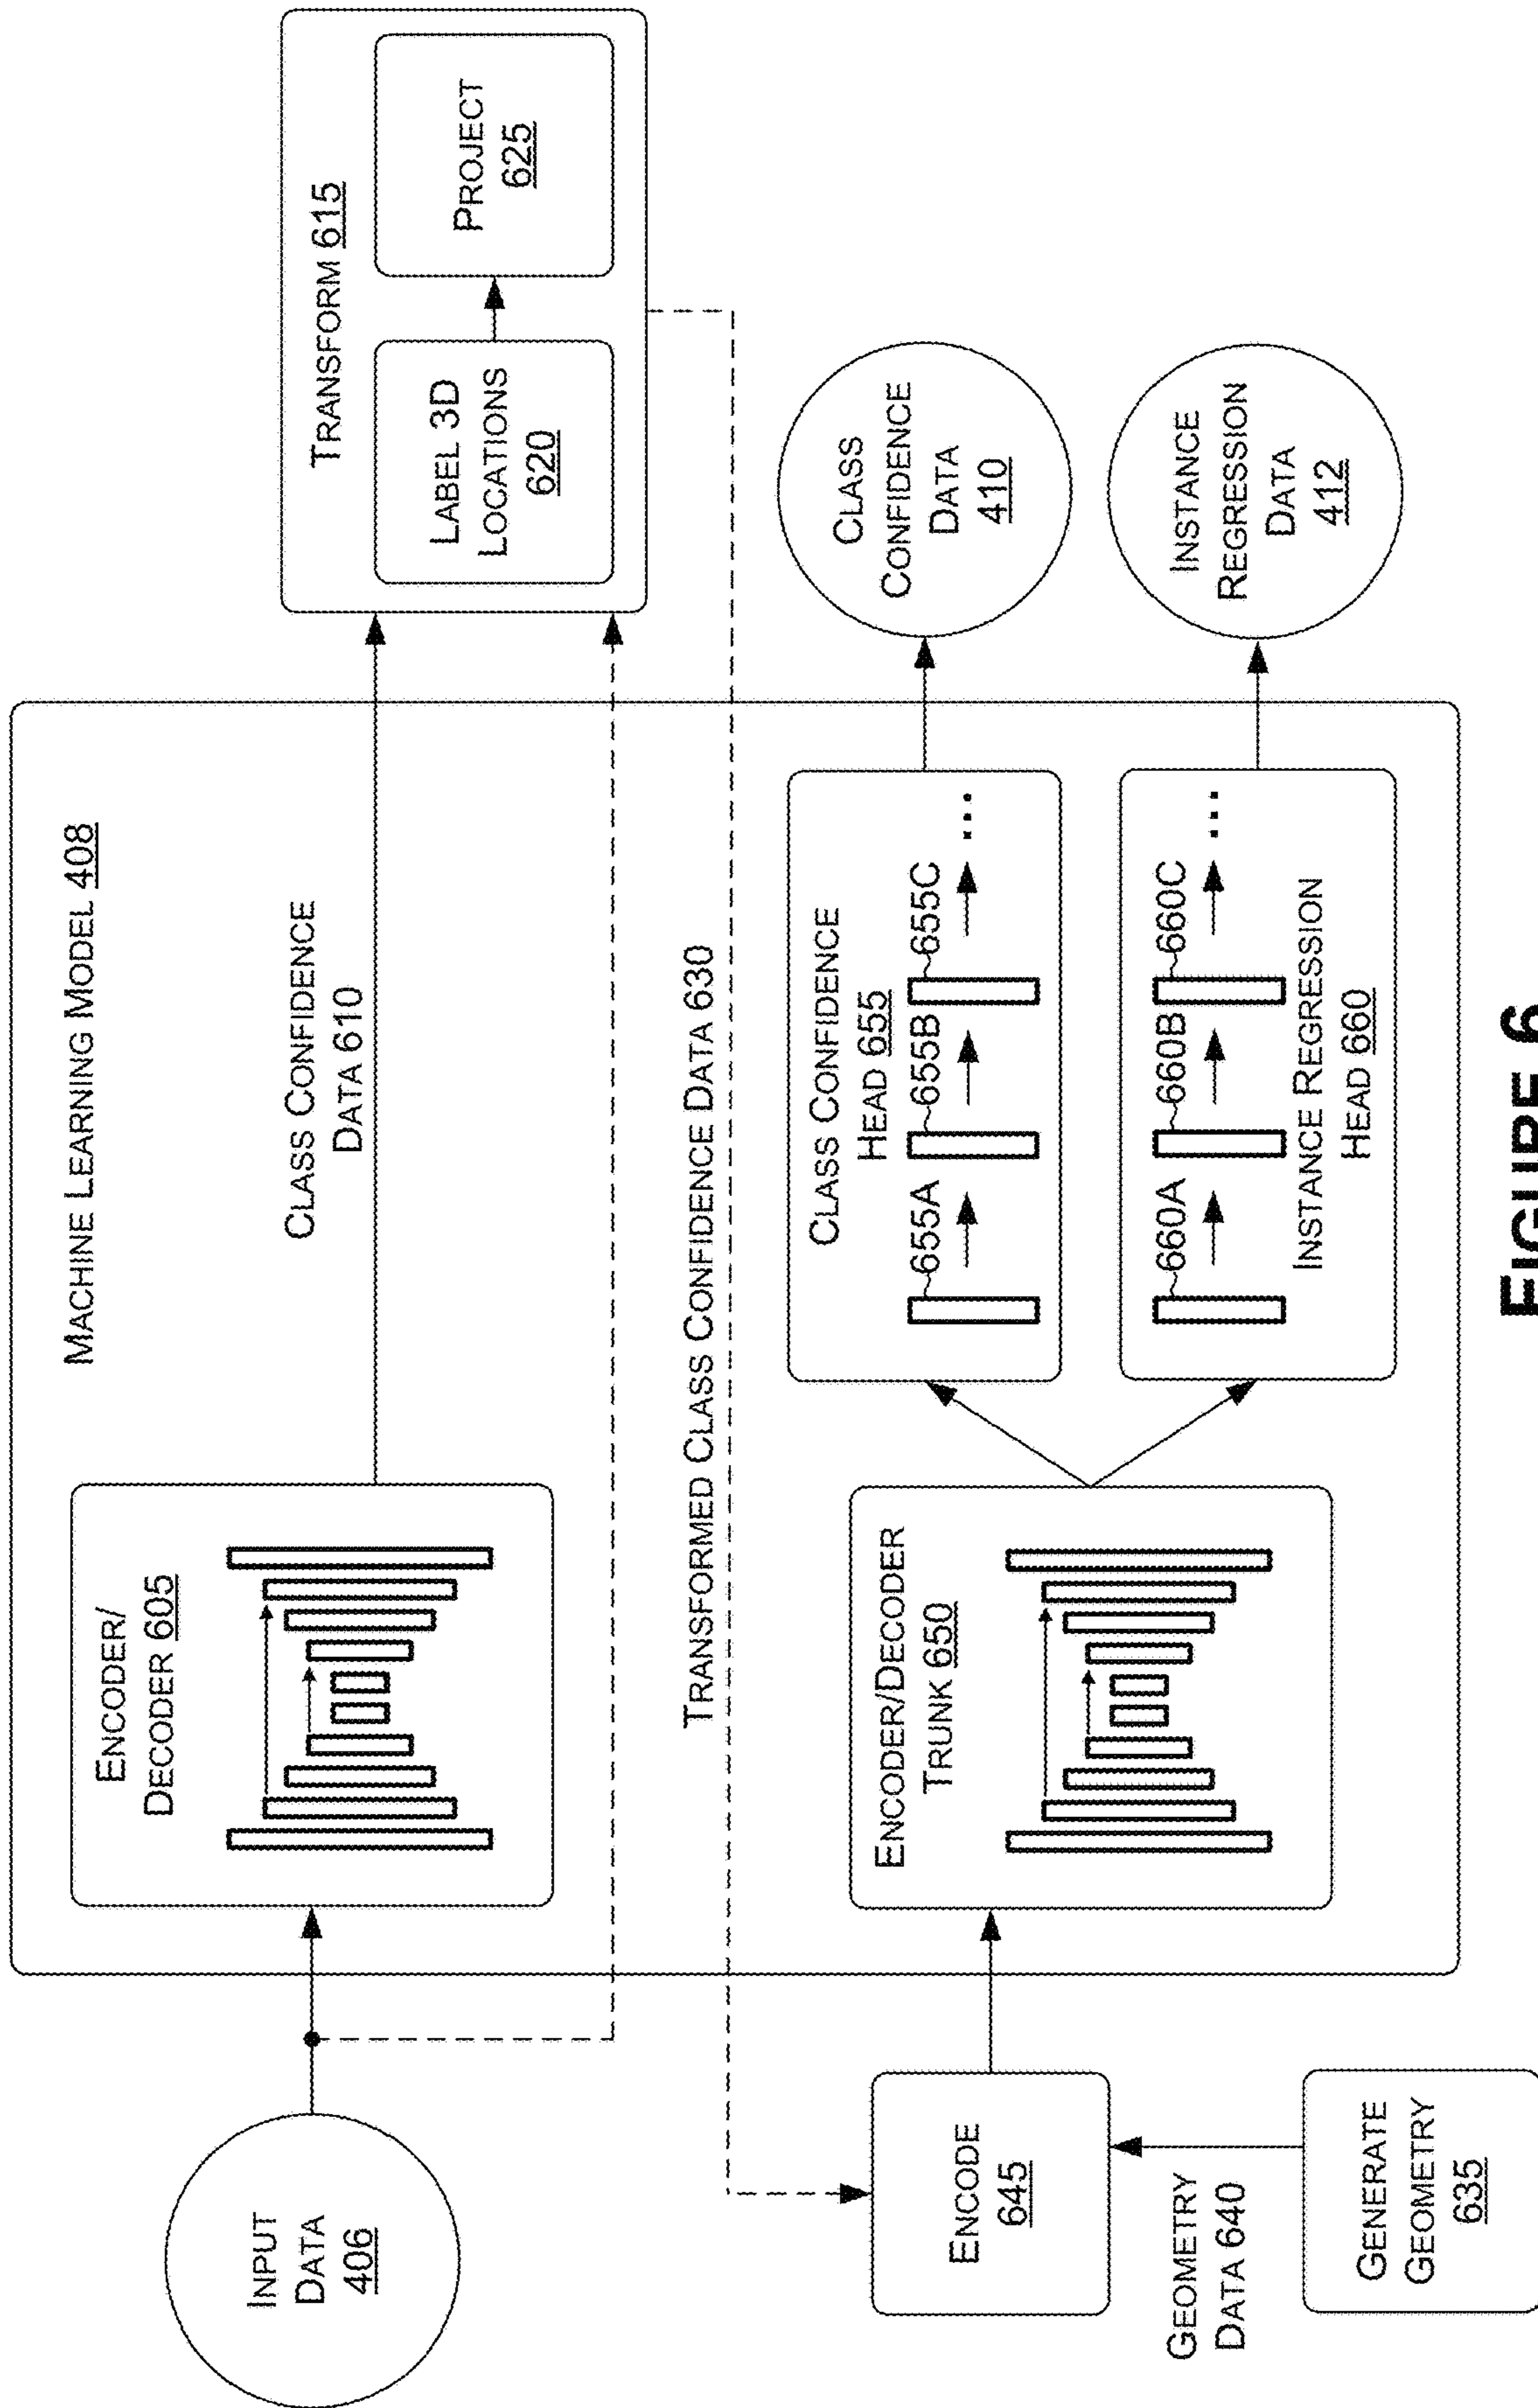 MACHINE LEARNING MODEL 408
INPUT
DATA
406
ENCODER/
DECODER 605
CLASS CONFIDENCE
DATA 610
TRANSFORM 615
LABEL 3D
LOCATIONS
620
PROJECT
625
TRANSFORMED CLASS CONFIDENCE DATA 630
ENCODE
645
GEOMETRY
DATA 640
GENERATE
GEOMETRY
635
ENCODER/DECODER
TRUNK 650
CLASS CONFIDENCE
HEAD 655
655A
655B
655C
...
660A
660B
660C
...
INSTANCE REGRESSION
HEAD 660
CLASS
CONFIDENCE
DATA
410
INSTANCE
REGRESSION
DATA
412
FIGURE 6